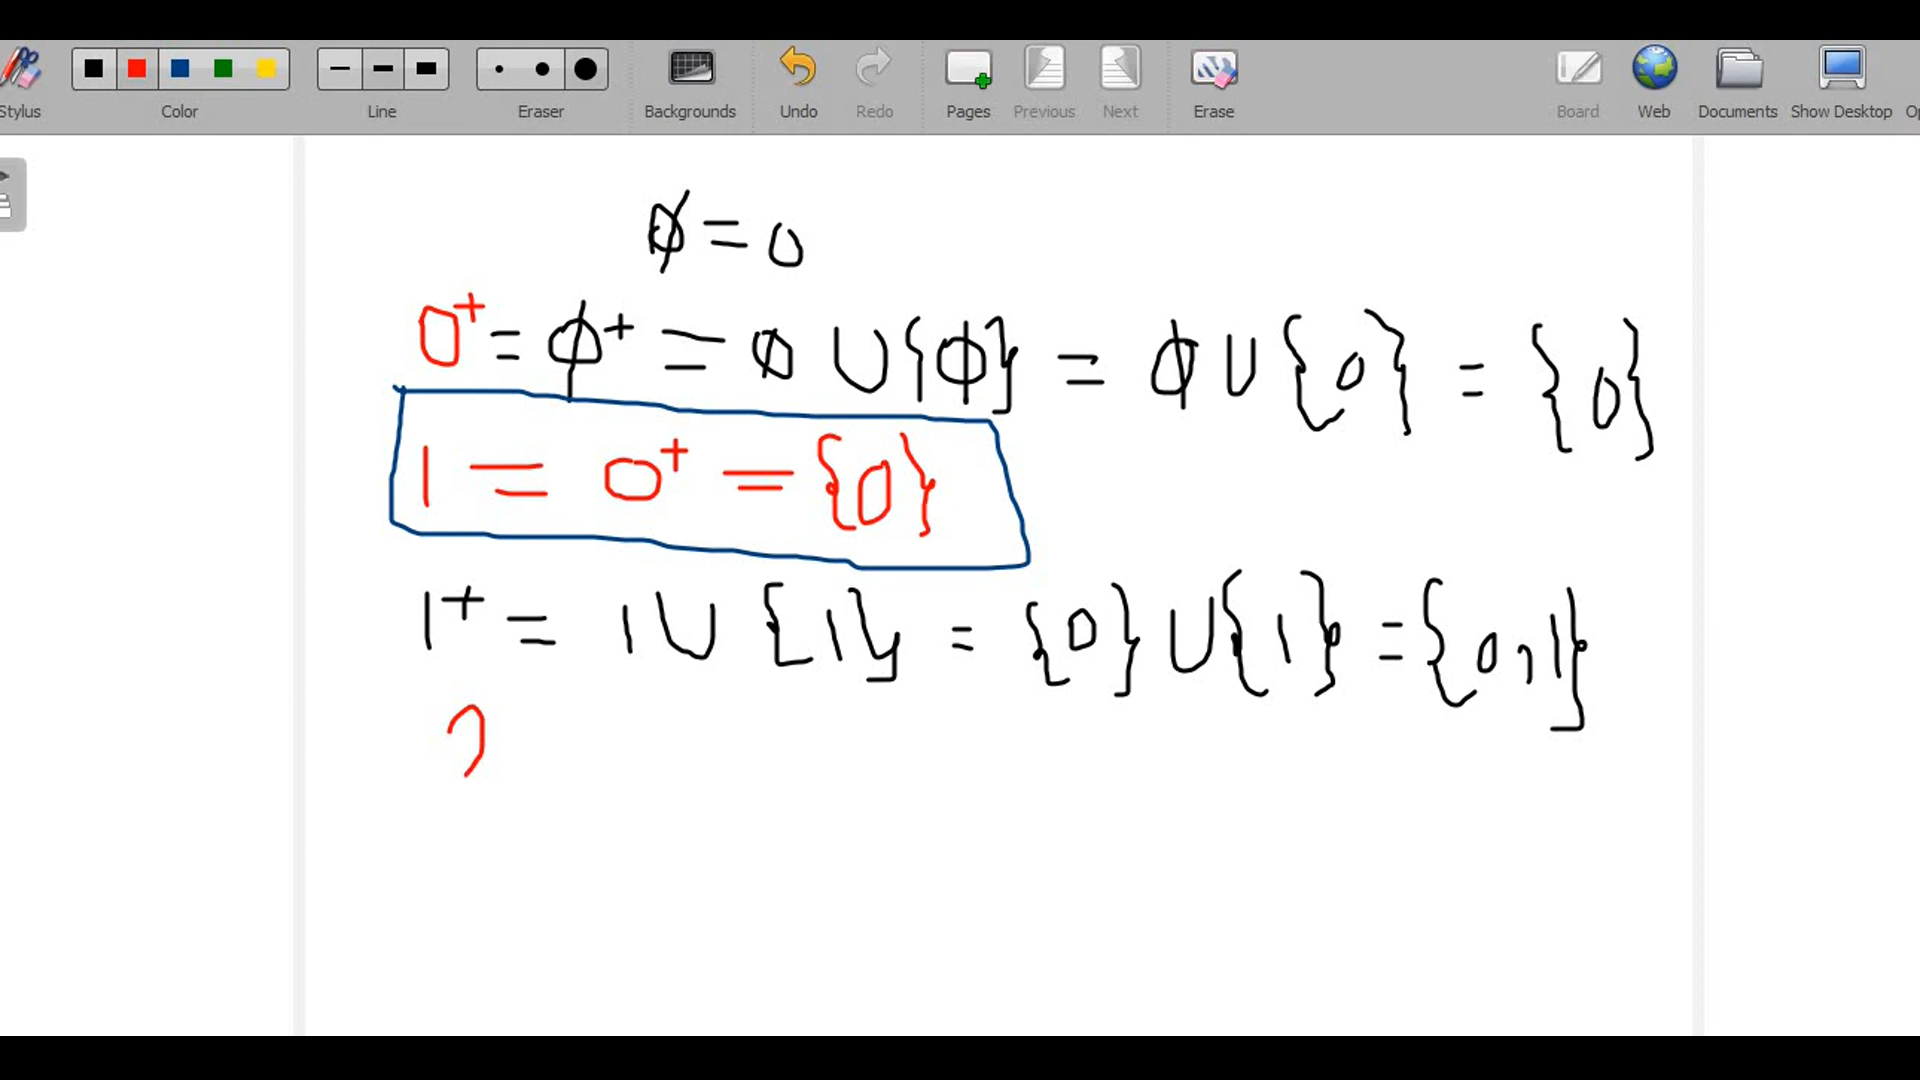 Stylus Color Line Eraser Backgrounds Undo Redo Pages Previous Next Erase Board Web Documents Show Desktop
∅ = 0
0⁺ = ∅⁺ = ∅ ∪ {∅} = ∅ ∪ {0} = {0}
1 = 0⁺ = {0}
1⁺ = 1 ∪ {1} = {0} ∪ {1} = {0,1}